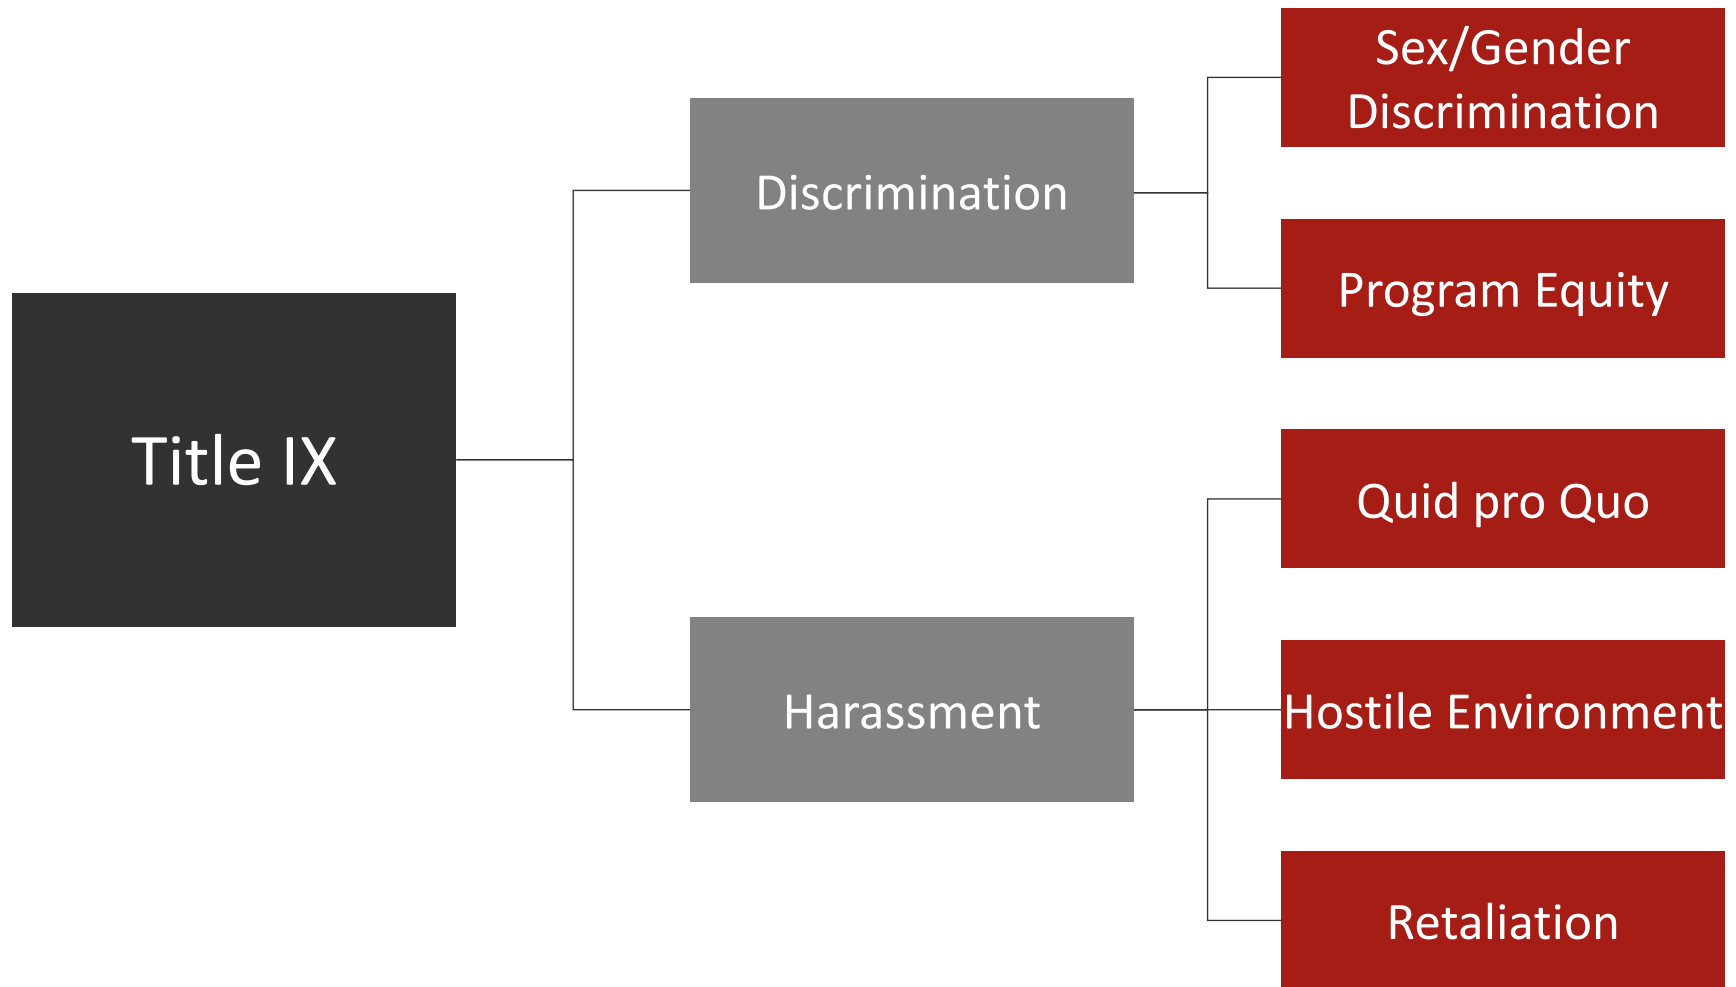 Title IX
Discrimination
Sex/Gender
Discrimination
Program Equity
Harassment
Quid pro Quo
Hostile Environment
Retaliation